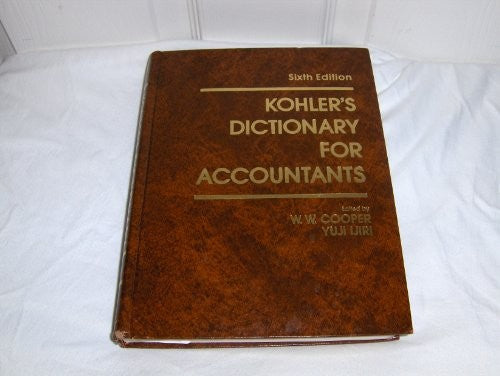 Sixth Edition
KOHLER'S
DICTIONARY
FOR
ACCOUNTANTS
Edited by
W. W. COOPER
YUJI IJIRI